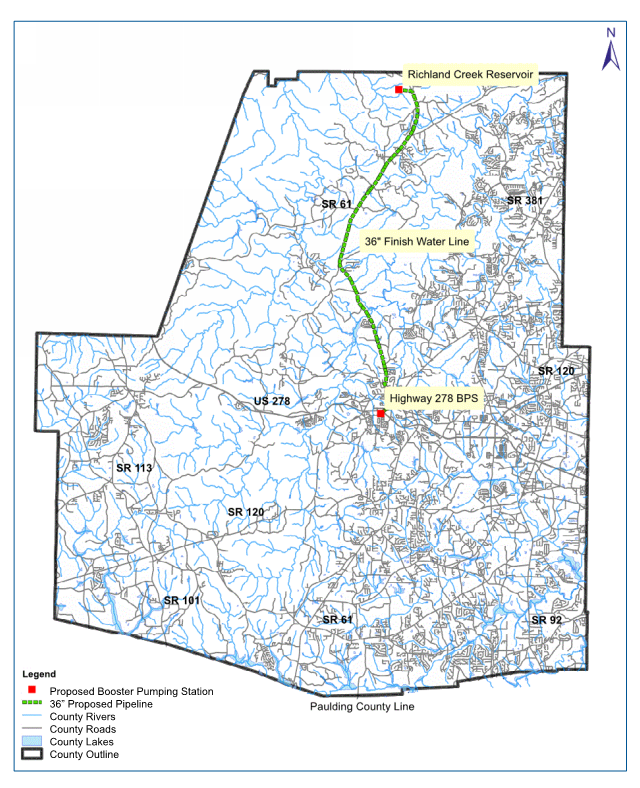 N
Richland Creek Reservoir
SR 61
SR 381
36" Finish Water Line
SR 120
US 278
Highway 278 BPS
SR 113
SR 120
SR 101
SR 61
SR 92
Legend
Proposed Booster Pumping Station
36" Proposed Pipeline
County Rivers
County Roads
County Lakes
County Outline
Paulding County Line